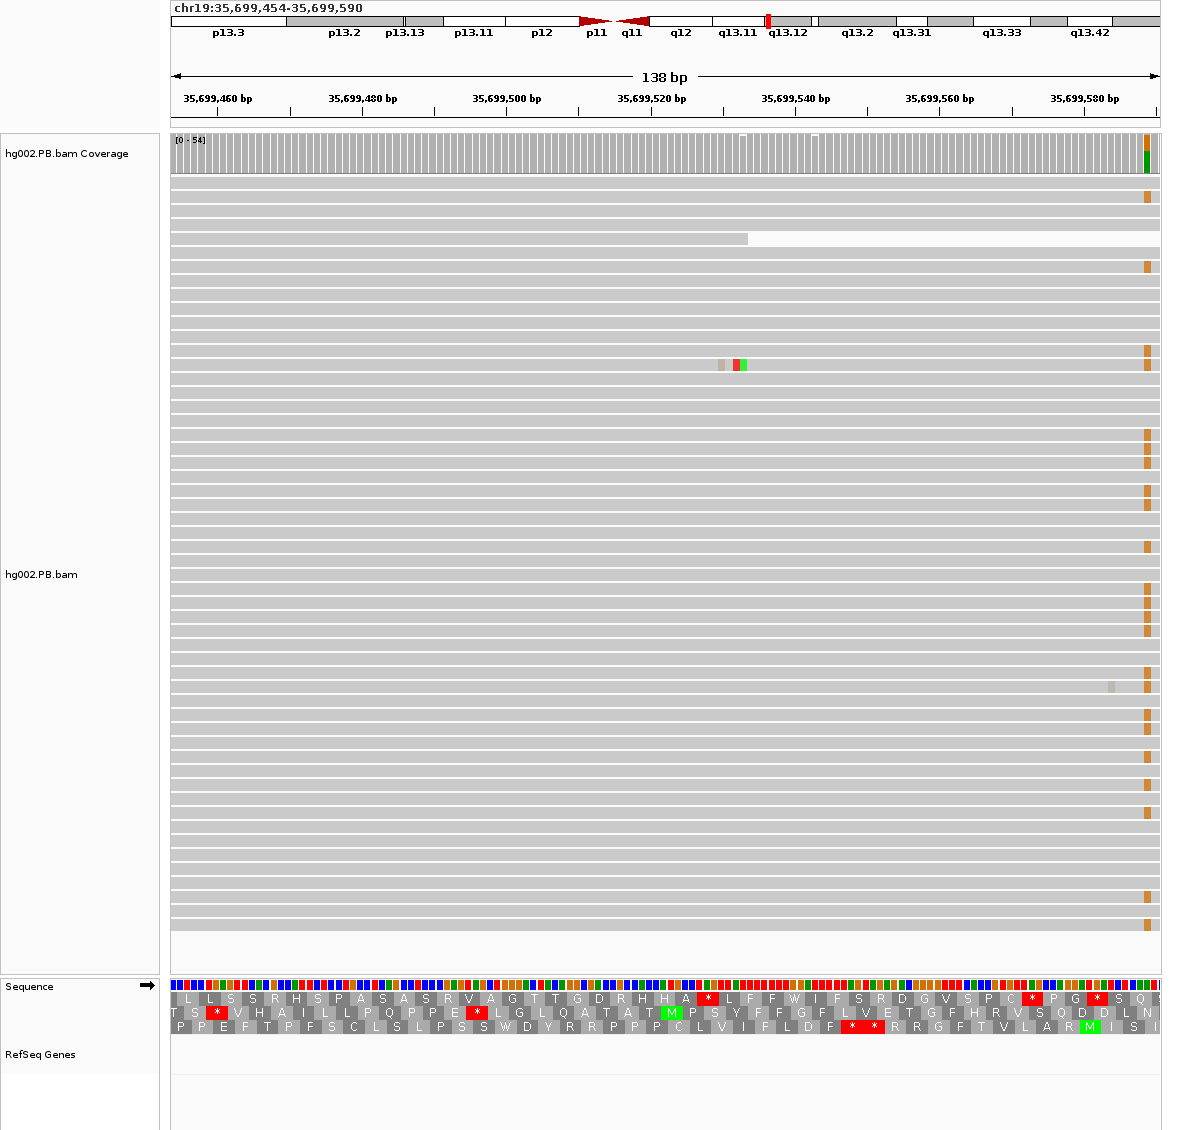 chr19:35,699,454-35,699,590
p13.3 p13.2 p13.13 p13.11 p12 p11 q11 q12 q13.11 q13.12 q13.2 q13.31 q13.33 q13.42
138 bp
35,699,460 bp 35,699,480 bp 35,699,500 bp 35,699,520 bp 35,699,540 bp 35,699,560 bp 35,699,580 bp
[0 - 54]
hg002.PB.bam Coverage
hg002.PB.bam
Sequence
L L S S R H S P A S A S R V A G T T G D R H H A * L F F W I F S R D G V S P C * P G * S Q S
T S * V H A I L L P Q P P E * L G L Q A T A T M P S Y F F G F L V E T G F H R V S Q D D L N
P P E F T P F S C L S L P S S W D Y R R P P P C L V I F L D F * * R R G F T V L A R M I S I
RefSeq Genes